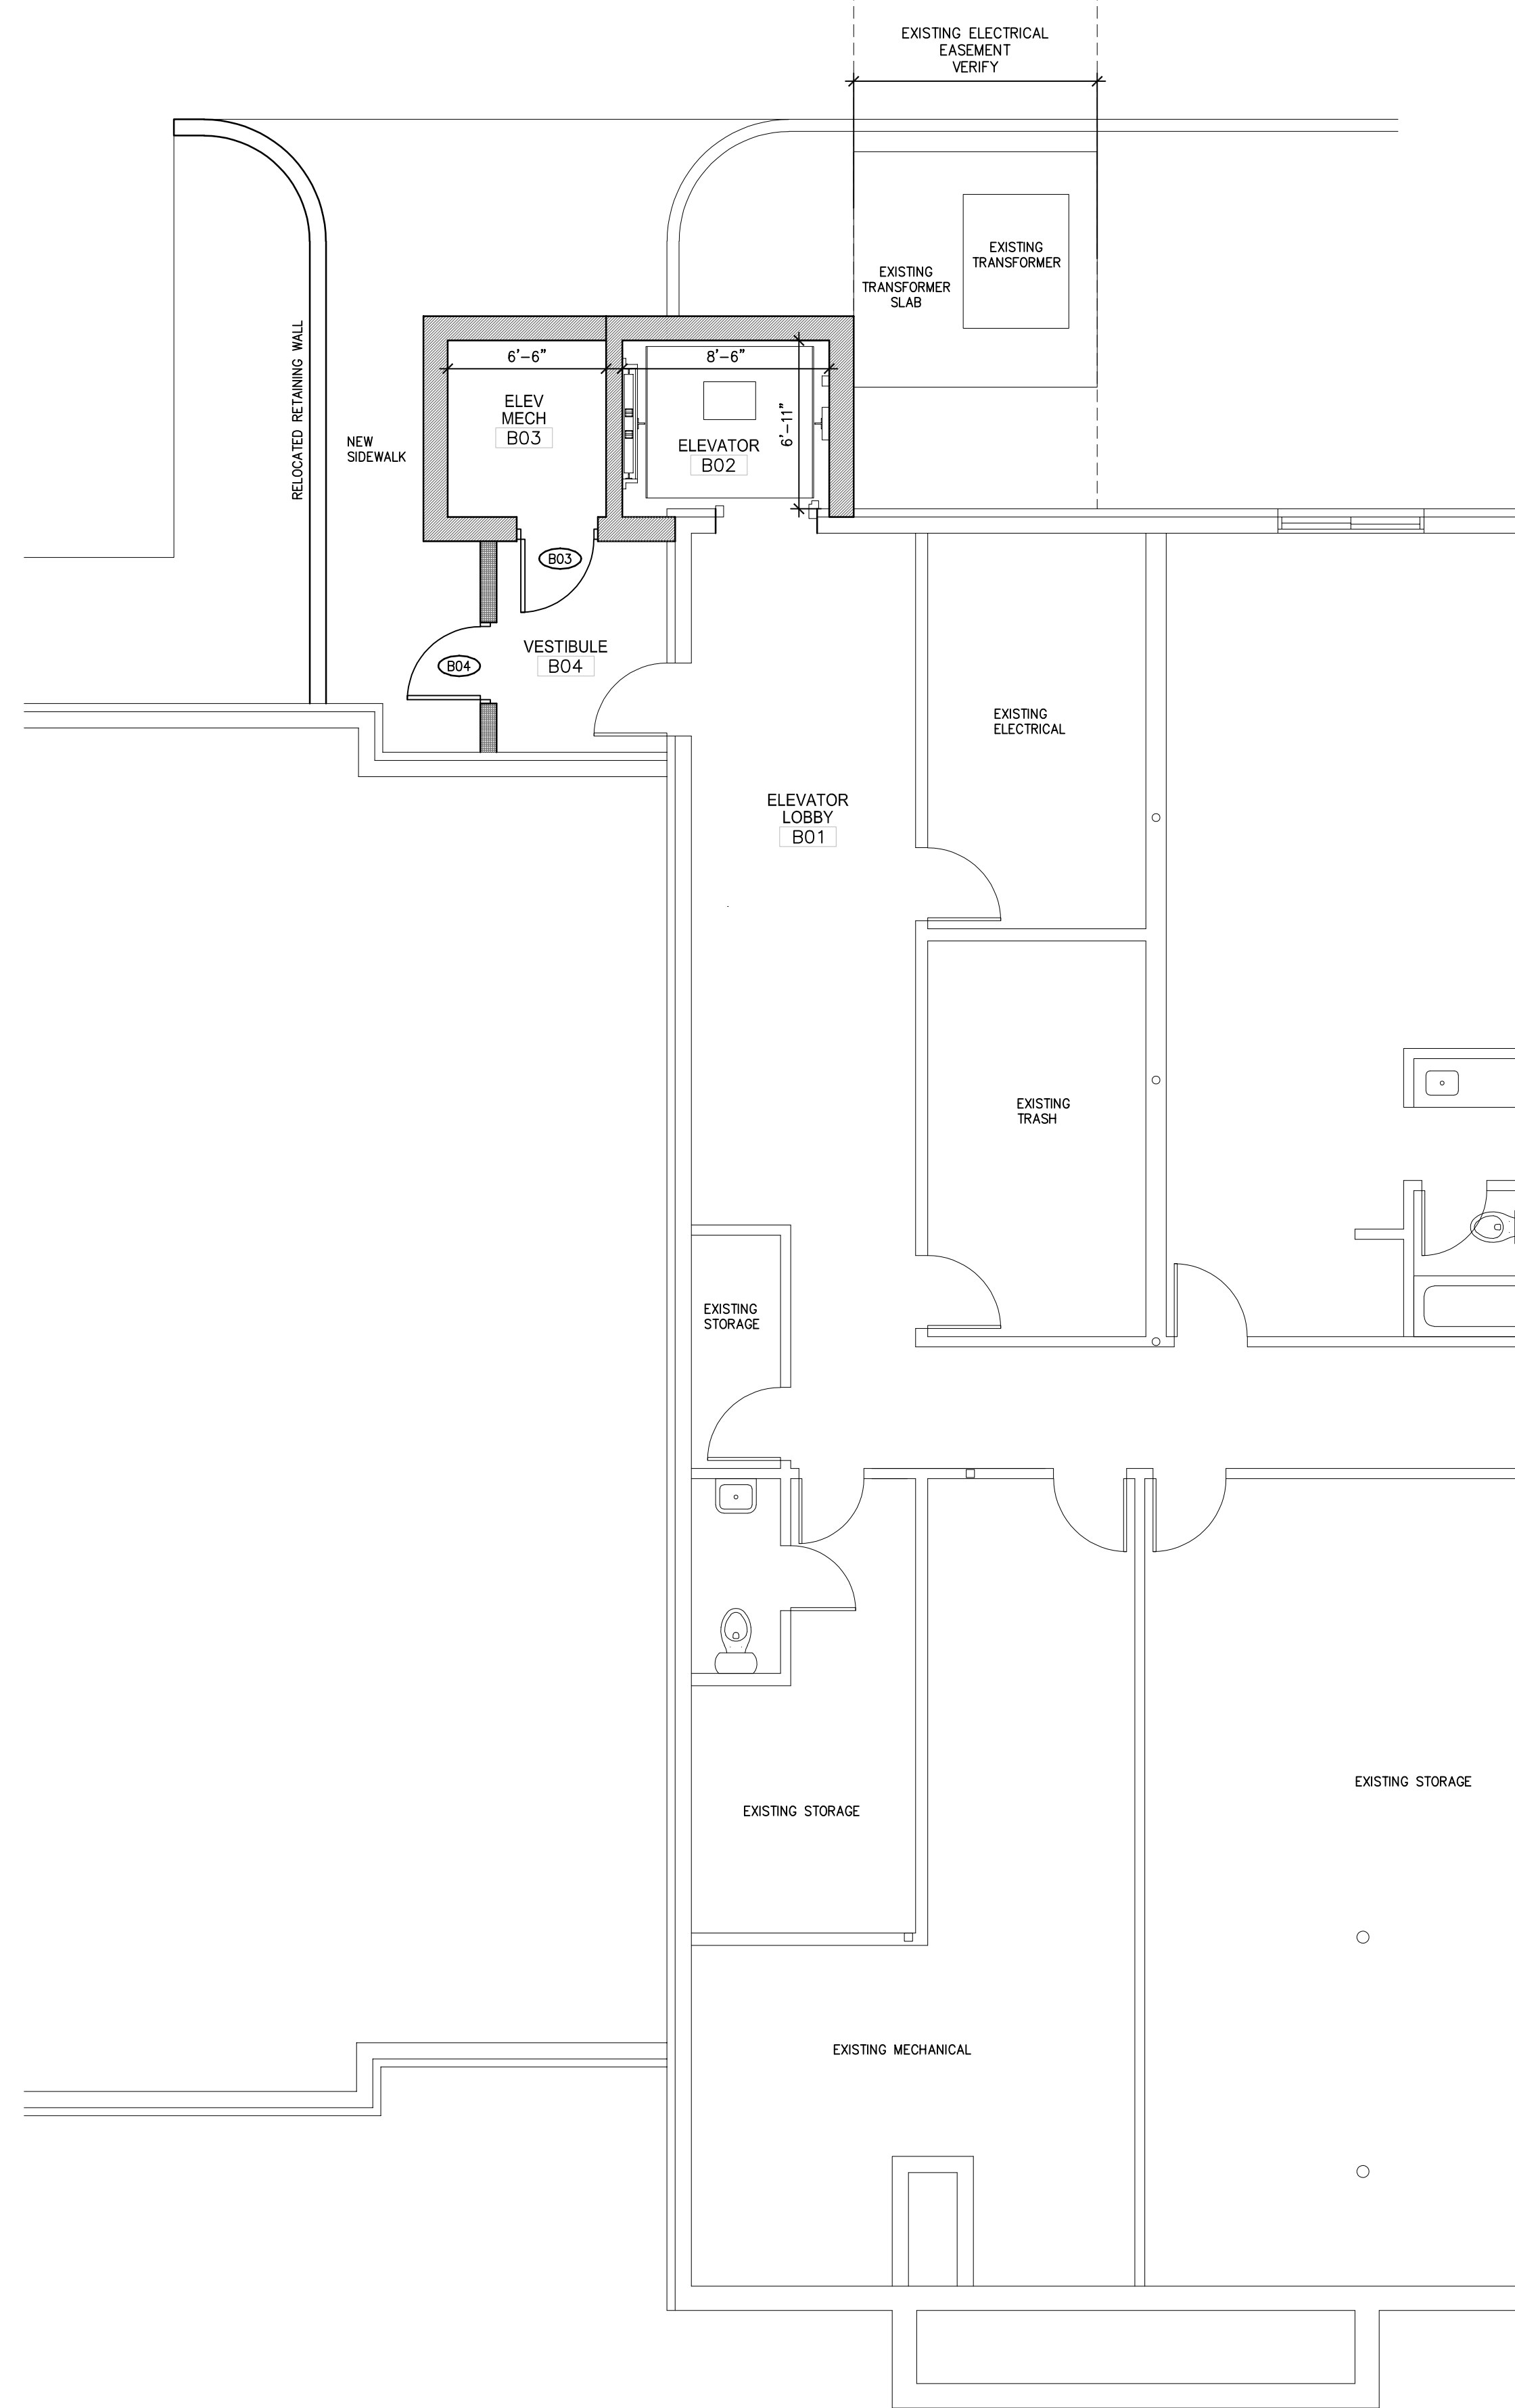 EXISTING ELECTRICAL
EASEMENT
VERIFY
EXISTING
TRANSFORMER
EXISTING
TRANSFORMER
SLAB
RELOCATED RETAINING WALL
NEW
SIDEWALK
6'-6"
8'-6"
6'-11"
ELEV
MECH
B03
ELEVATOR
B02
B03
VESTIBULE
B04
B04
EXISTING
ELECTRICAL
ELEVATOR
LOBBY
B01
EXISTING
TRASH
EXISTING
STORAGE
EXISTING STORAGE
EXISTING STORAGE
EXISTING MECHANICAL